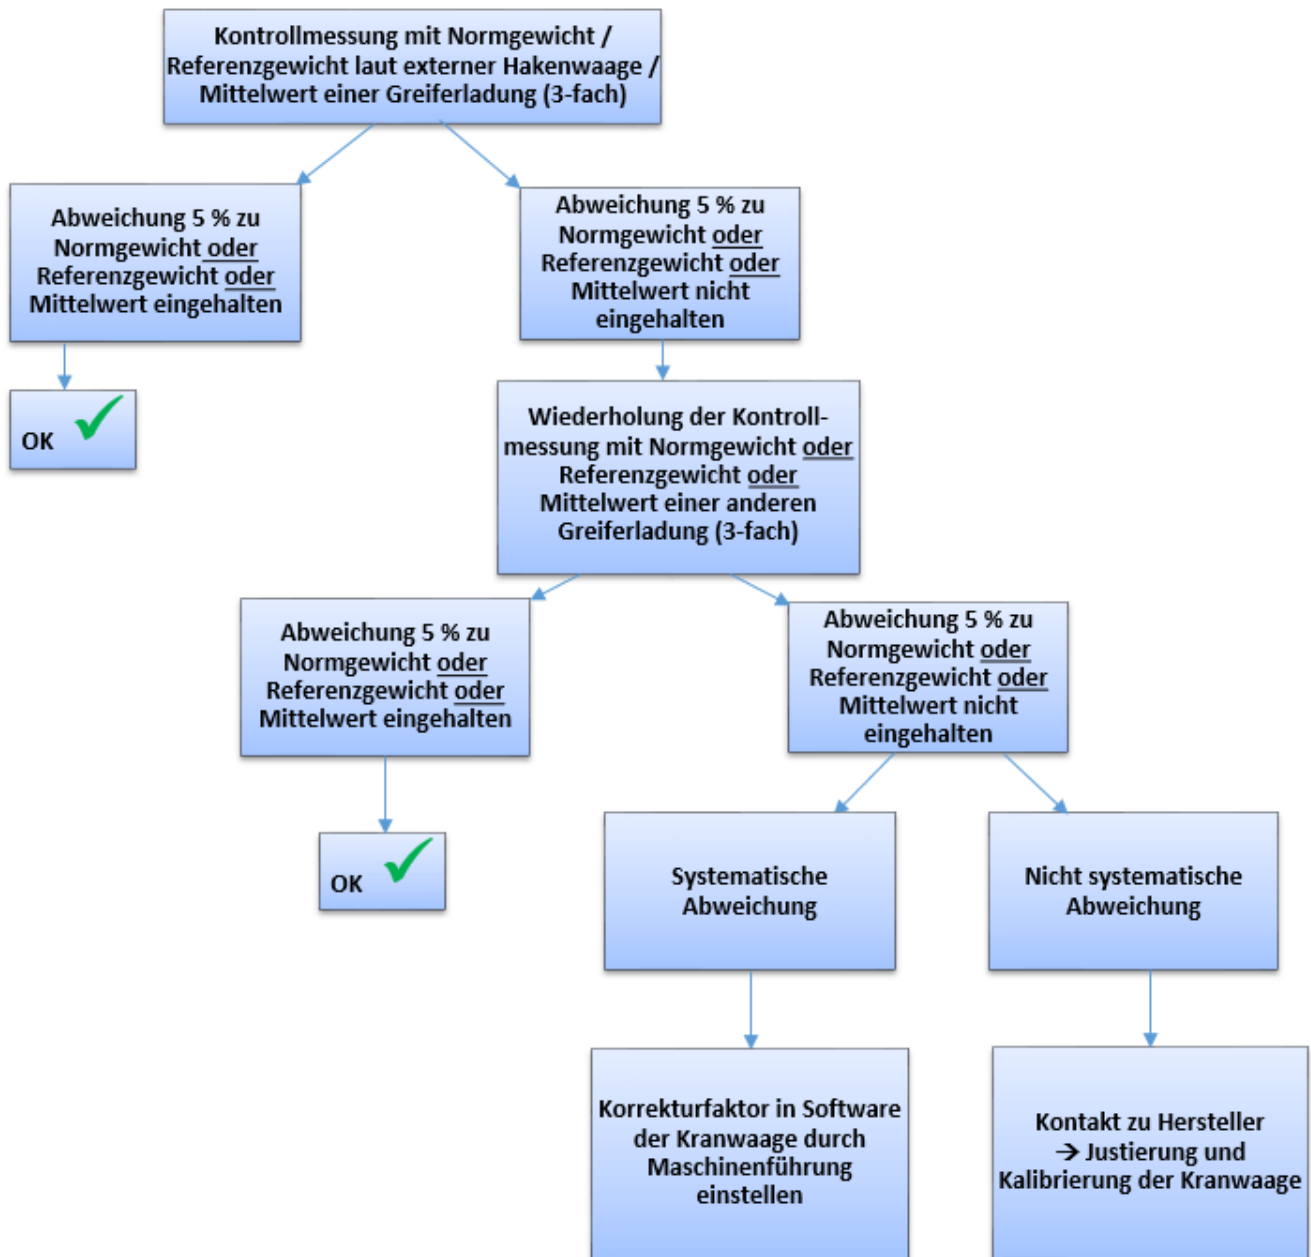 Kontrollmessung mit Normgewicht /
Referenzgewicht laut externer Hakenwaage /
Mittelwert einer Greiferladung (3-fach)
Abweichung 5 % zu
Normgewicht oder
Referenzgewicht oder
Mittelwert eingehalten
Abweichung 5 % zu
Normgewicht oder
Referenzgewicht oder
Mittelwert nicht
eingehalten
OK
Wiederholung der Kontroll-
messung mit Normgewicht oder
Referenzgewicht oder
Mittelwert einer anderen
Greiferladung (3-fach)
Abweichung 5 % zu
Normgewicht oder
Referenzgewicht oder
Mittelwert eingehalten
Abweichung 5 % zu
Normgewicht oder
Referenzgewicht oder
Mittelwert nicht
eingehalten
OK
Systematische
Abweichung
Nicht systematische
Abweichung
Korrekturfaktor in Software
der Kranwaage durch
Maschinenführung
einstellen
Kontakt zu Hersteller
→ Justierung und
Kalibrierung der Kranwaage